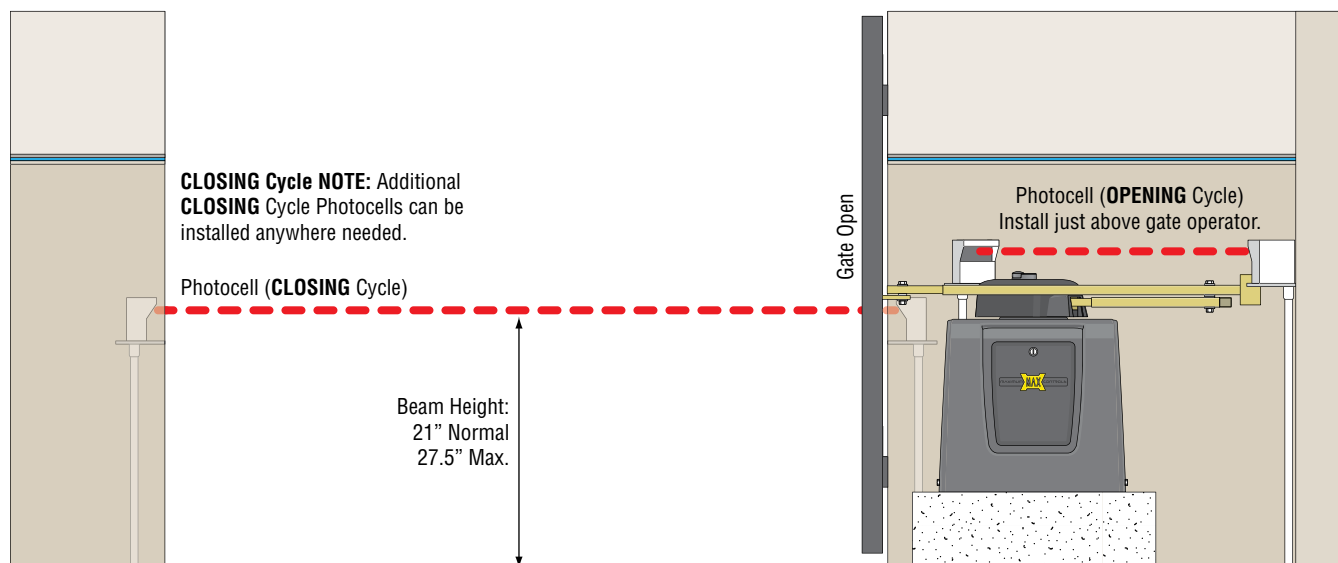 CLOSING Cycle NOTE: Additional
CLOSING Cycle Photocells can be
installed anywhere needed.
Photocell (CLOSING Cycle)
Beam Height:
21” Normal
27.5” Max.
Gate Open
Photocell (OPENING Cycle)
Install just above gate operator.
MAX